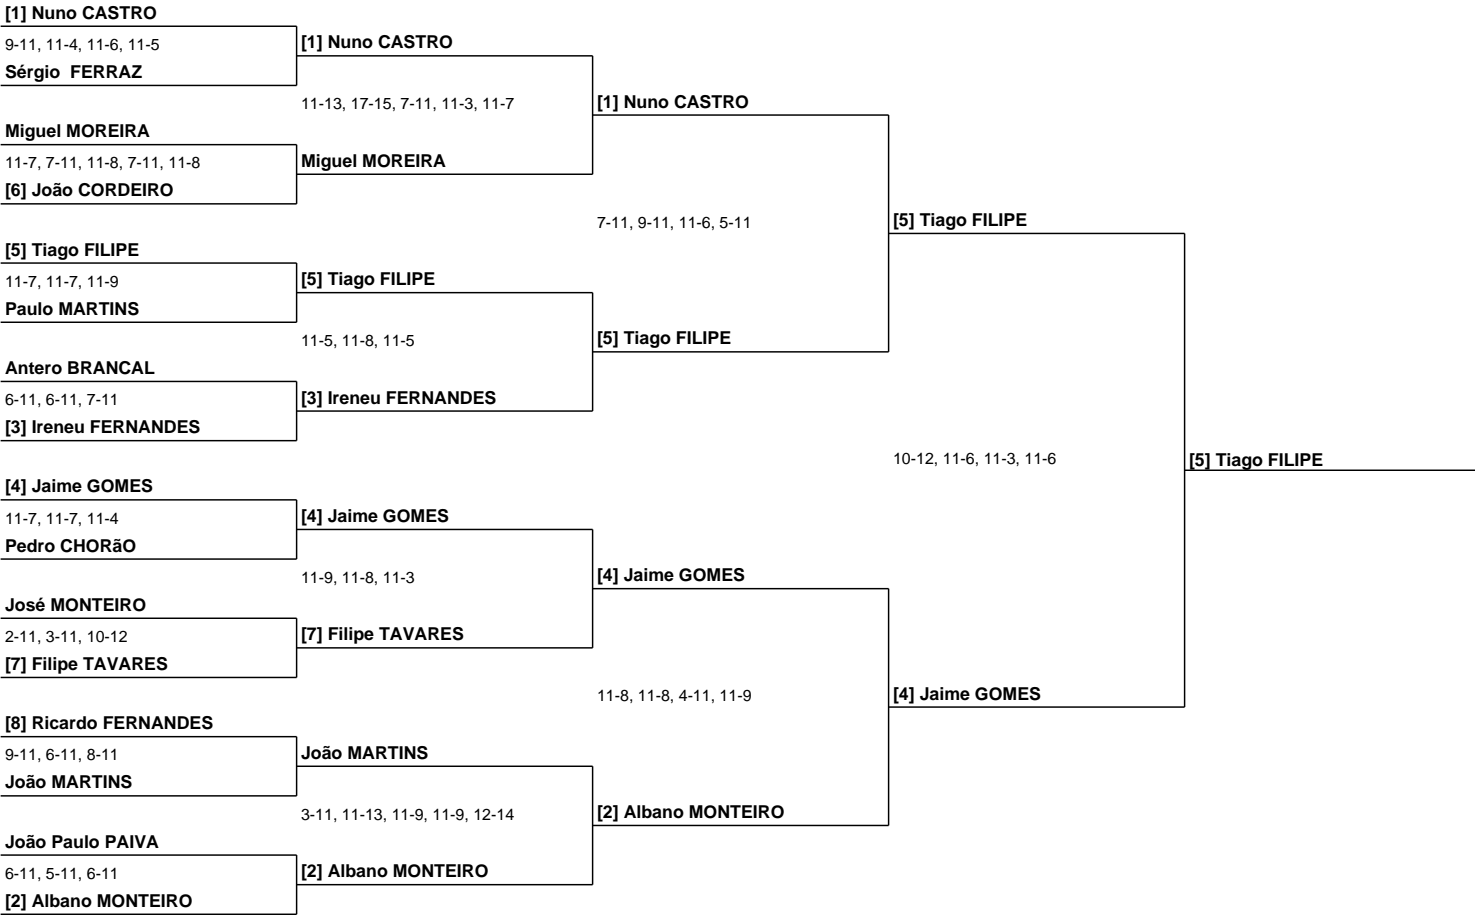 [1] Nuno CASTRO
9-11, 11-4, 11-6, 11-5
[1] Nuno CASTRO
Sérgio  FERRAZ
11-13, 17-15, 7-11, 11-3, 11-7
[1] Nuno CASTRO
Miguel MOREIRA
11-7, 7-11, 11-8, 7-11, 11-8
Miguel MOREIRA
[6] João CORDEIRO
7-11, 9-11, 11-6, 5-11
[5] Tiago FILIPE
[5] Tiago FILIPE
11-7, 11-7, 11-9
[5] Tiago FILIPE
Paulo MARTINS
11-5, 11-8, 11-5
[5] Tiago FILIPE
Antero BRANCAL
6-11, 6-11, 7-11
[3] Ireneu FERNANDES
[3] Ireneu FERNANDES
10-12, 11-6, 11-3, 11-6
[5] Tiago FILIPE
[4] Jaime GOMES
11-7, 11-7, 11-4
[4] Jaime GOMES
Pedro CHORãO
11-9, 11-8, 11-3
[4] Jaime GOMES
José MONTEIRO
2-11, 3-11, 10-12
[7] Filipe TAVARES
[7] Filipe TAVARES
11-8, 11-8, 4-11, 11-9
[4] Jaime GOMES
[8] Ricardo FERNANDES
9-11, 6-11, 8-11
João MARTINS
João MARTINS
3-11, 11-13, 11-9, 11-9, 12-14
[2] Albano MONTEIRO
João Paulo PAIVA
6-11, 5-11, 6-11
[2] Albano MONTEIRO
[2] Albano MONTEIRO